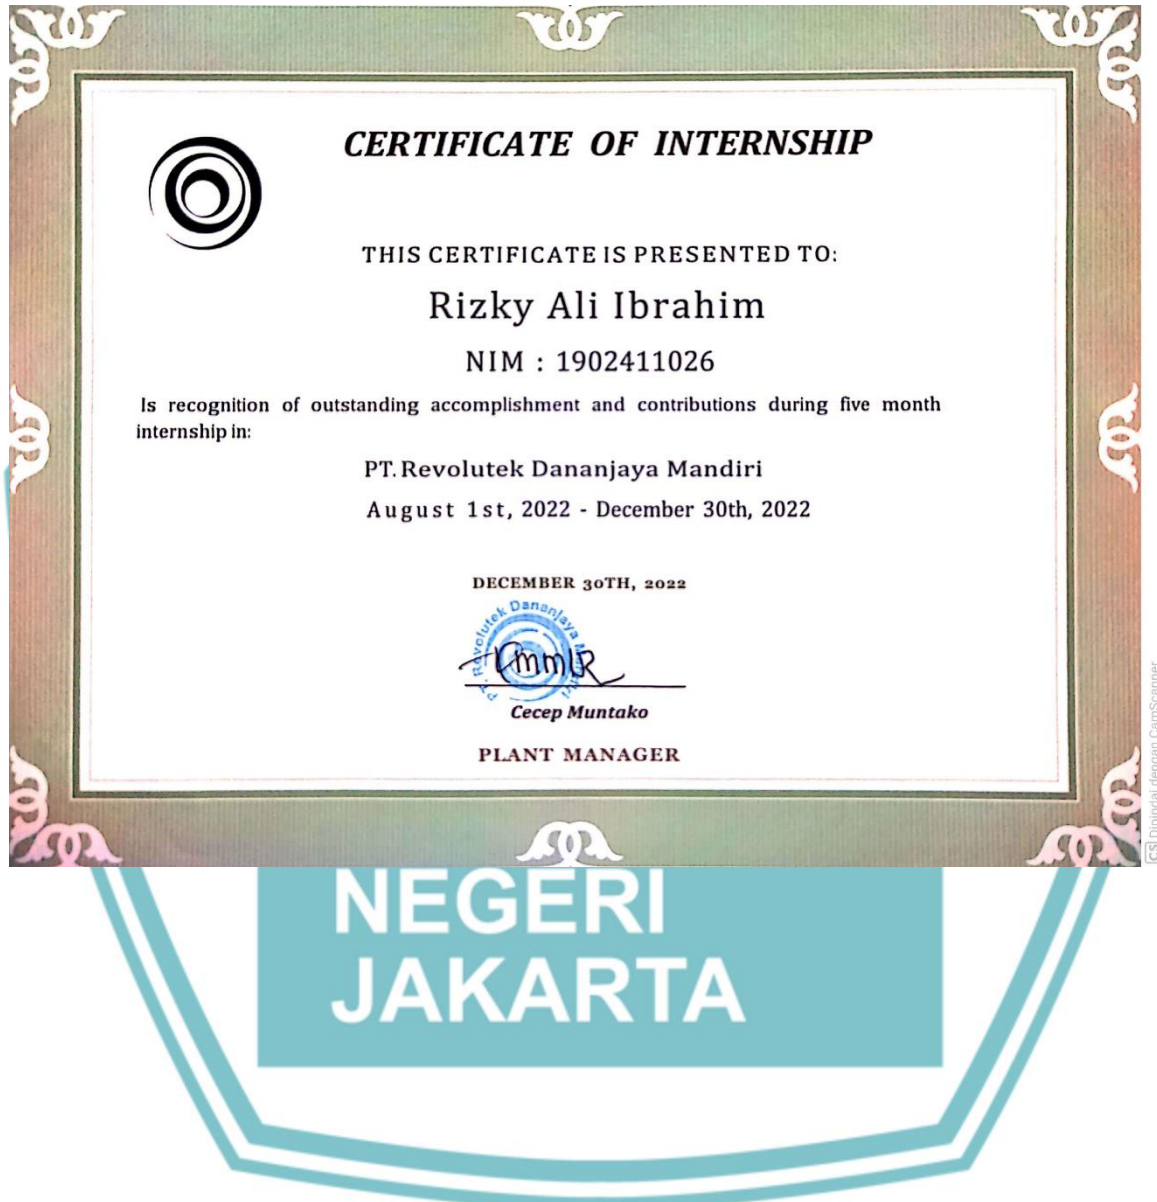 CERTIFICATE OF INTERNSHIP
THIS CERTIFICATE IS PRESENTED TO:
Rizky Ali Ibrahim
NIM : 1902411026
Is recognition of outstanding accomplishment and contributions during five month
internship in:
PT. Revolutek Dananjaya Mandiri
August 1st, 2022 - December 30th, 2022
DECEMBER 30TH, 2022
PT. Revolutek Dananjaya Mandiri
Cecep Muntako
PLANT MANAGER
CS Dipindai dengan CamScanner
NEGERI
JAKARTA